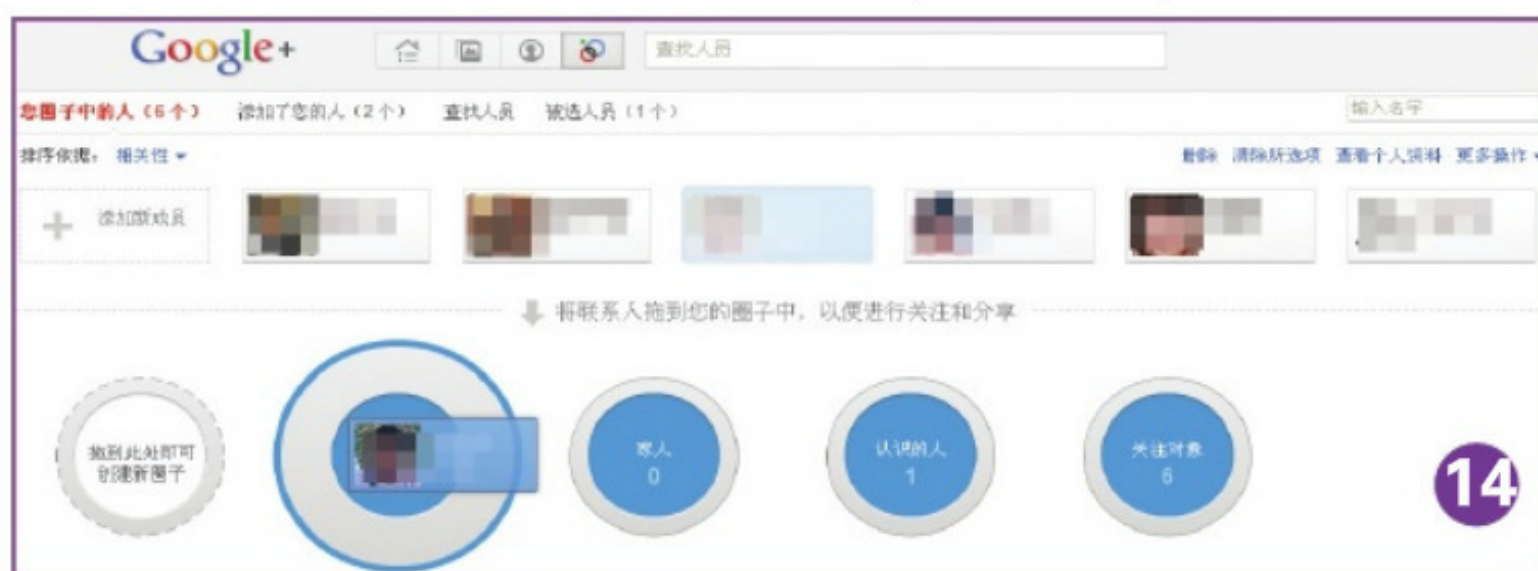 Google+
查找人员
您圈子中的人（6个） 添加了您的人（2个） 查找人员 被选人员（1个） 输入名字
排序依据： 相关性 删除 清除所选项 查看个人资料 更多操作
添加新成员
将联系人拖到您的圈子中，以便进行关注和分享
拖到此处即可
创建新圈子
家人
0
认识的人
1
关注对象
6
14